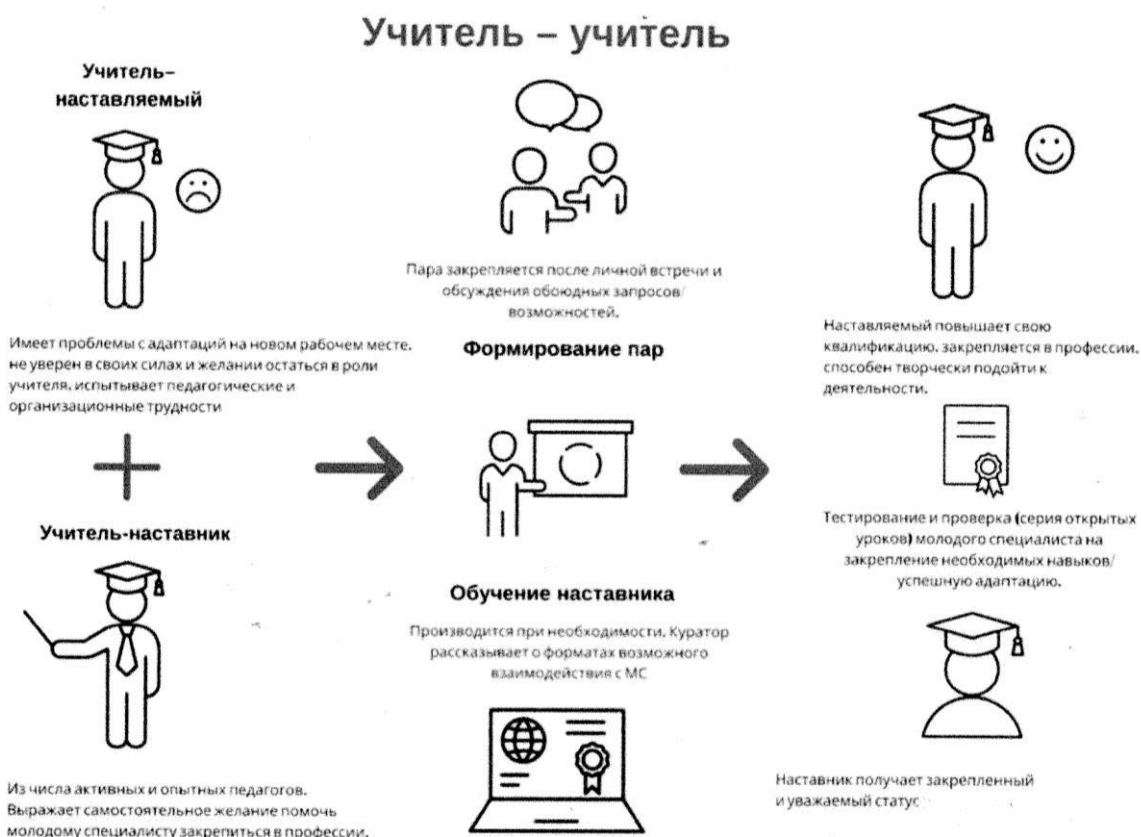 Учитель – учитель
Учитель–
наставляемый
Имеет проблемы с адаптаций на новом рабочем месте.
не уверен в своих силах и желании остаться в роли
учителя. испытывает педагогические и
организационные трудности
Учитель-наставник
Из числа активных и опытных педагогов.
Выражает самостоятельное желание помочь
молодому специалисту закрепиться в профессии.
Пара закрепляется после личной встречи и
обсуждения обоюдных запросов/
возможностей.
Формирование пар
Обучение наставника
Производится при необходимости. Куратор
рассказывает о форматах возможного
взаимодействия с МС
Наставляемый повышает свою
квалификацию. закрепляется в профессии.
способен творчески подойти к
деятельности.
Тестирование и проверка (серия открытых
уроков) молодого специалиста на
закрепление необходимых навыков/
успешную адаптацию.
Наставник получает закрепленный
и уважаемый статус